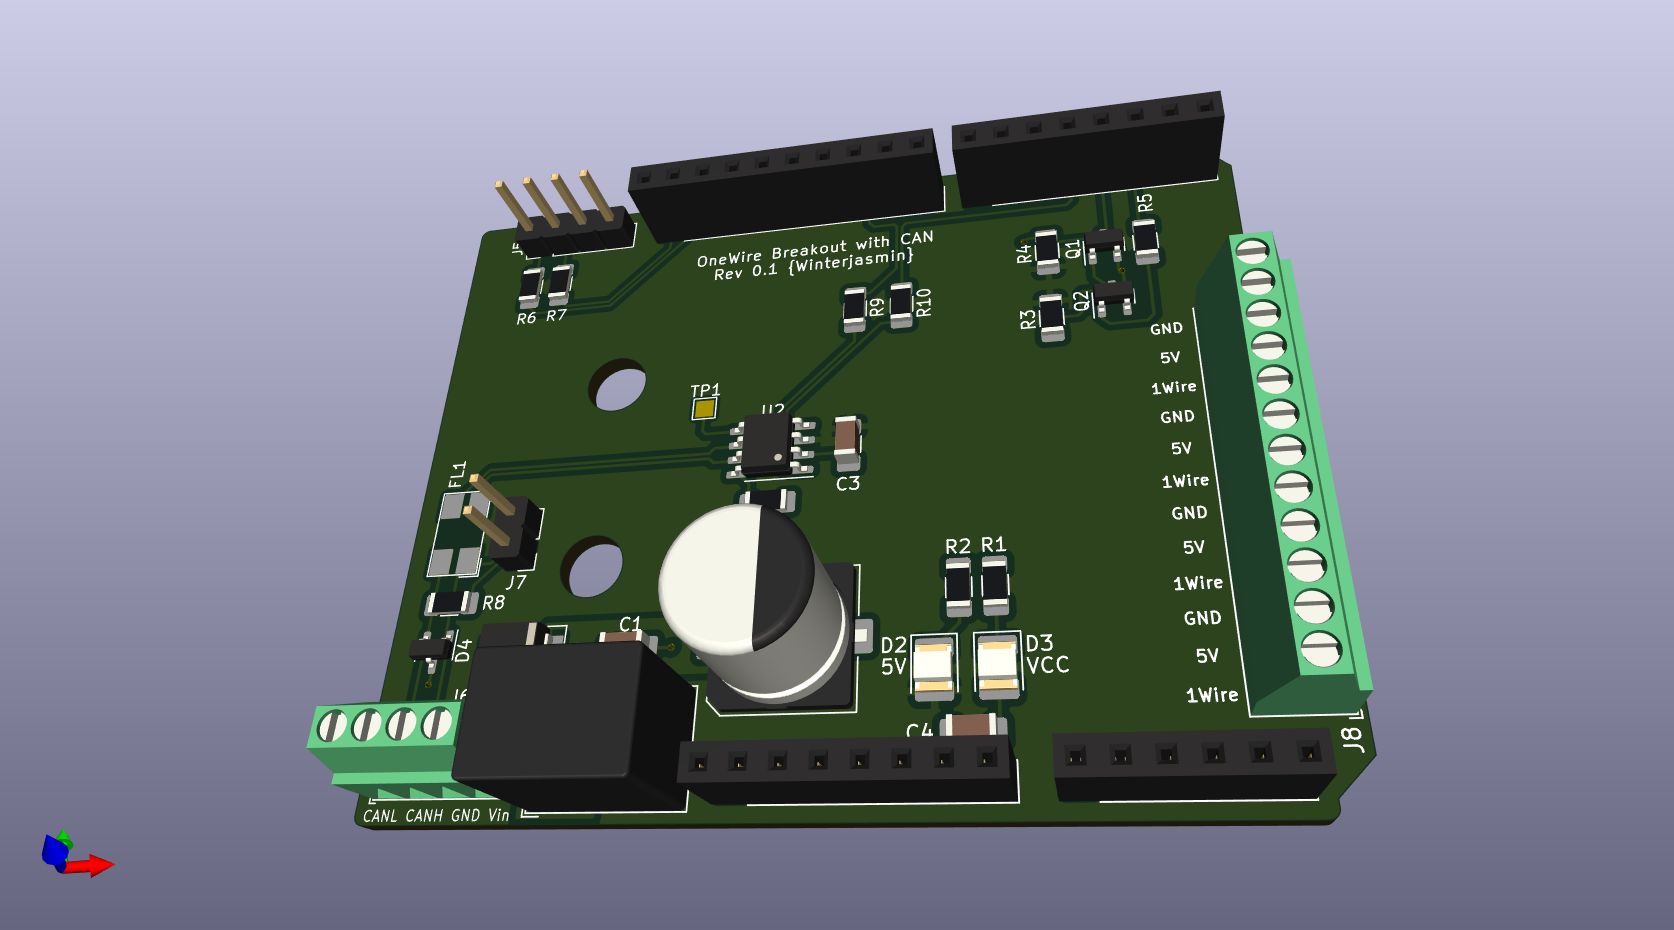 OneWire Breakout with CAN
Rev 0.1 {Winterjasmin}
R6 R7
R9
R10
R4
Q1
R5
R3
Q2
TP1
U2
C3
FL1
J7
R8
D4
C1
R2 R1
D2
5V
D3
VCC
C4
GND
5V
1Wire
GND
5V
1Wire
GND
5V
1Wire
GND
5V
1Wire
J8
CANL CANH GND Vin